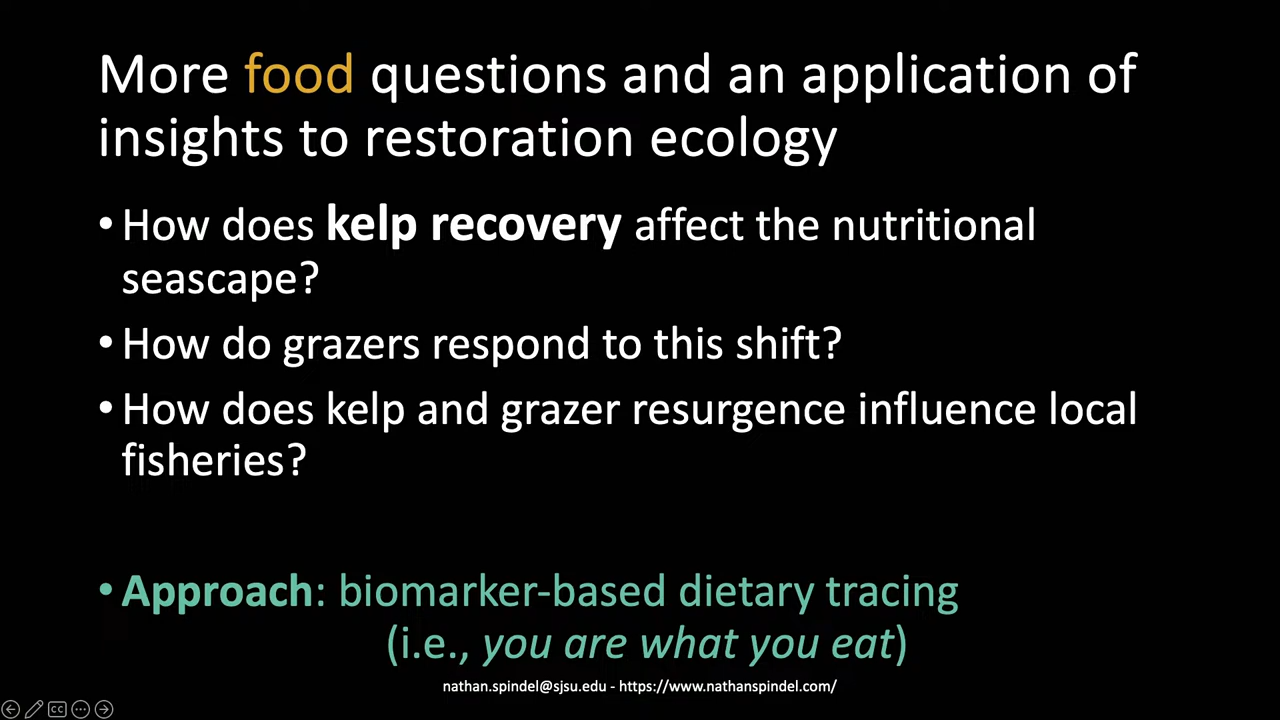 More food questions and an application of
insights to restoration ecology
• How does kelp recovery affect the nutritional
seascape?
• How do grazers respond to this shift?
• How does kelp and grazer resurgence influence local
fisheries?
• Approach: biomarker-based dietary tracing
(i.e., you are what you eat)
nathan.spindel@sjsu.edu - https://www.nathanspindel.com/
CC